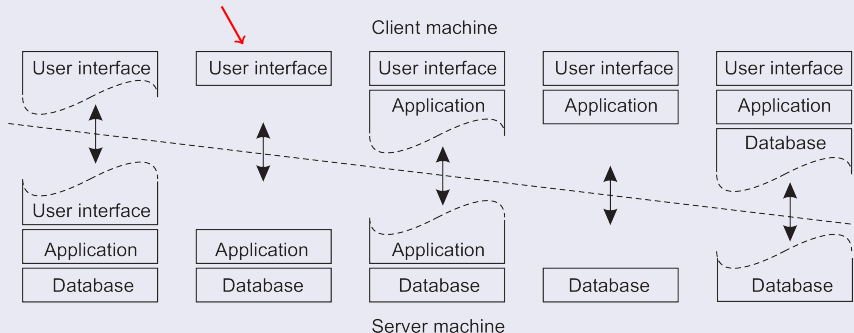 Client machine
User interface User interface User interface User interface User interface
Application Application Application
Database
User interface
Application Application Application
Database Database Database Database Database
Server machine